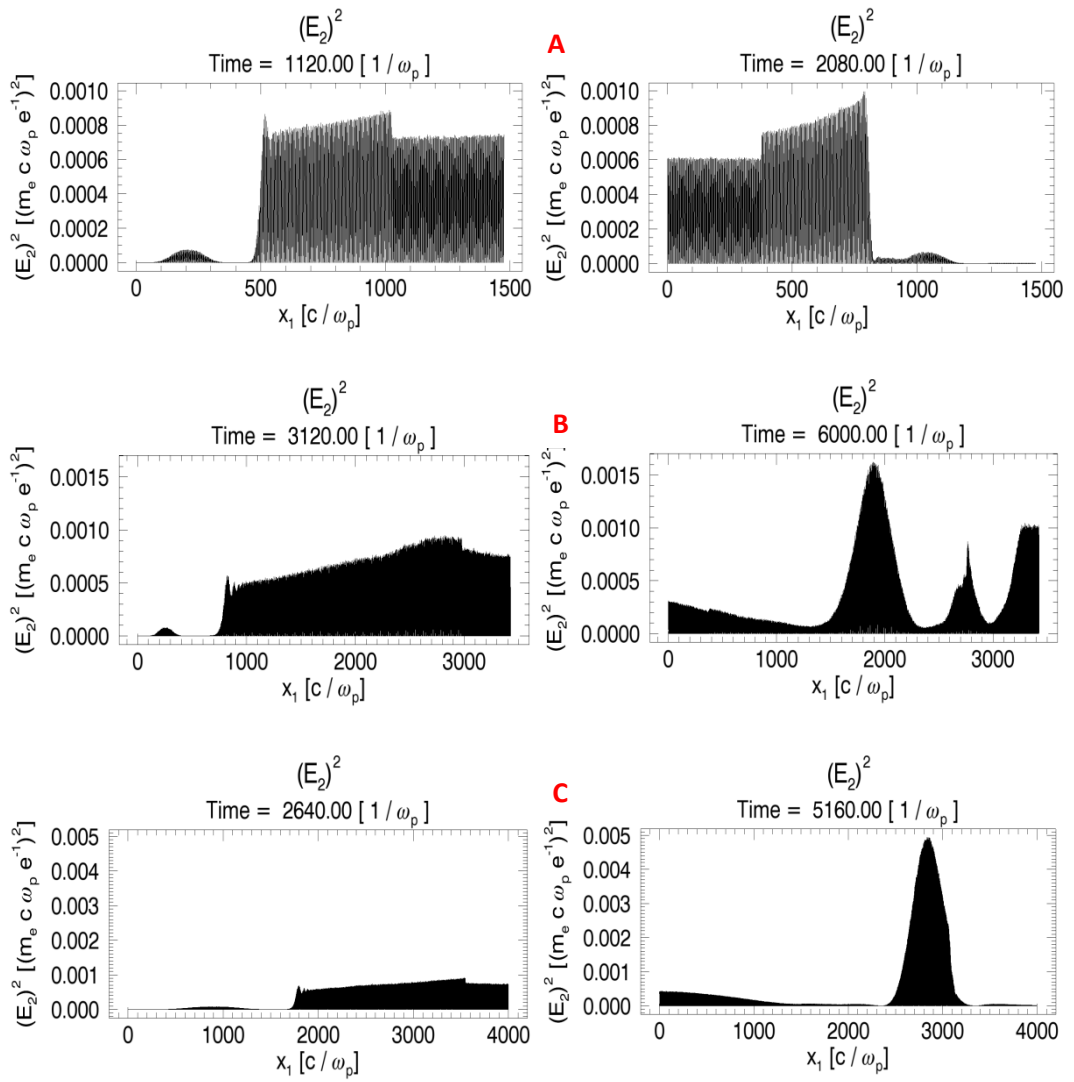 (E₂)²
Time = 1120.00 [ 1 / ωₚ ]
(E₂)² [(mₑ c ωₚ e⁻¹)²]
0.0010
0.0008
0.0006
0.0004
0.0002
0.0000
0 500 1000 1500
x₁ [c / ωₚ]
A
(E₂)²
Time = 2080.00 [ 1 / ωₚ ]
(E₂)² [(mₑ c ωₚ e⁻¹)²]
0.0010
0.0008
0.0006
0.0004
0.0002
0.0000
0 500 1000 1500
x₁ [c / ωₚ]
(E₂)²
Time = 3120.00 [ 1 / ωₚ ]
(E₂)² [(mₑ c ωₚ e⁻¹)²]
0.0015
0.0010
0.0005
0.0000
0 1000 2000 3000
x₁ [c / ωₚ]
B
(E₂)²
Time = 6000.00 [ 1 / ωₚ ]
(E₂)² [(mₑ c ωₚ e⁻¹)²]
0.0015
0.0010
0.0005
0.0000
0 1000 2000 3000
x₁ [c / ωₚ]
(E₂)²
Time = 2640.00 [ 1 / ωₚ ]
(E₂)² [(mₑ c ωₚ e⁻¹)²]
0.005
0.004
0.003
0.002
0.001
0.000
0 1000 2000 3000 4000
x₁ [c / ωₚ]
C
(E₂)²
Time = 5160.00 [ 1 / ωₚ ]
(E₂)² [(mₑ c ωₚ e⁻¹)²]
0.005
0.004
0.003
0.002
0.001
0.000
0 1000 2000 3000 4000
x₁ [c / ωₚ]